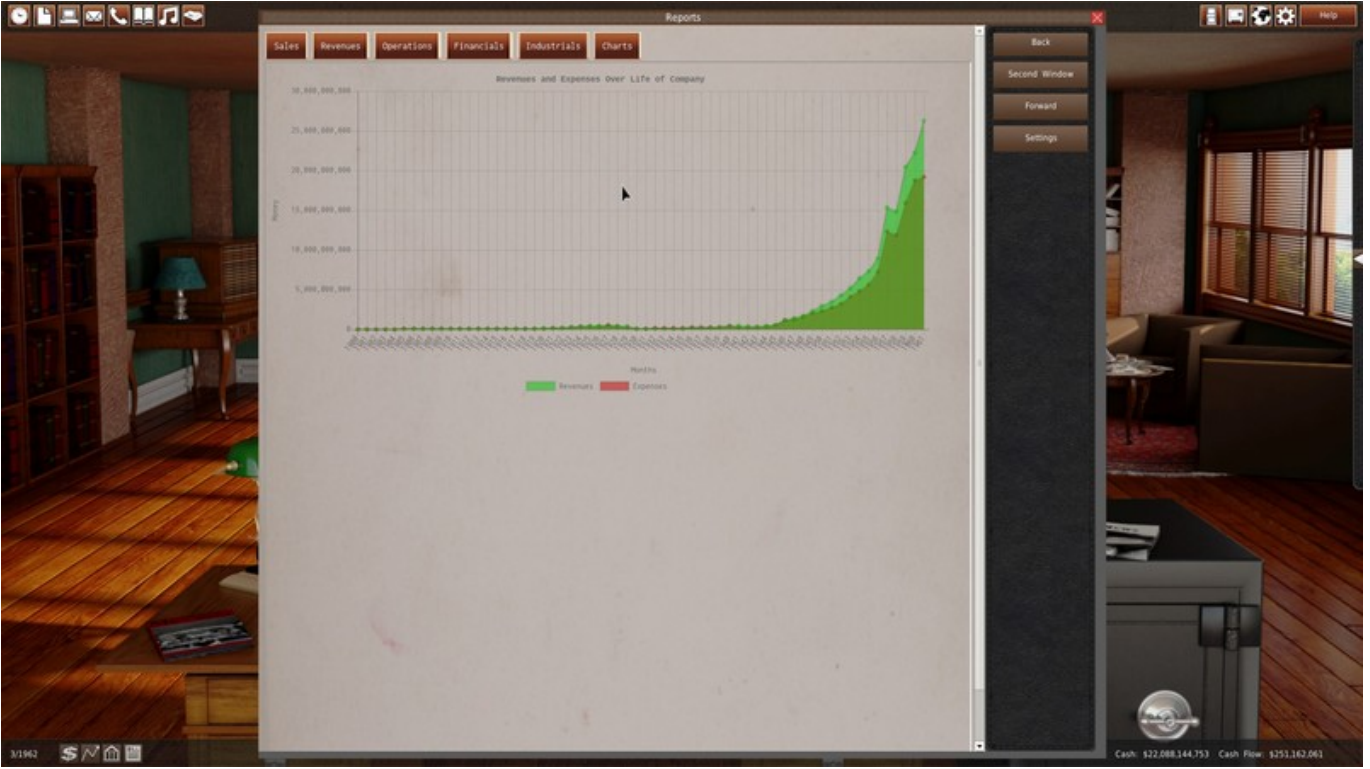 Reports
Help
Sales Revenues Operations Financials Industrials Charts
Back
Second Window
Forward
Settings
Revenues and Expenses Over Life of Company
30,000,000,000
25,000,000,000
20,000,000,000
15,000,000,000
10,000,000,000
5,000,000,000
0
Money
Months
Revenues Expenses
3/1962
Cash: $22,088,144,753 Cash Flow: $251,162,061